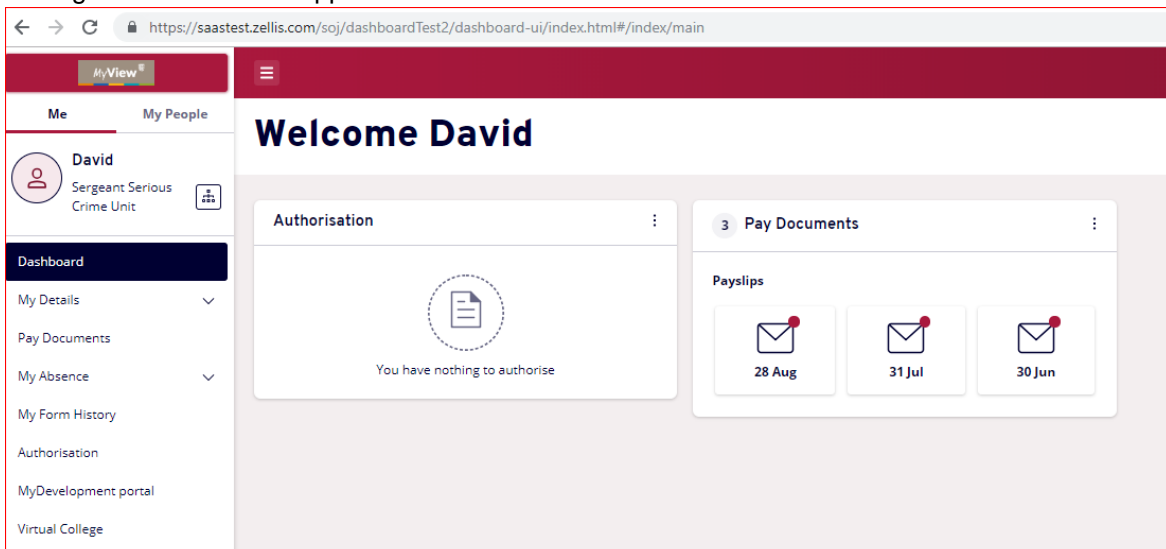 https://saastest.zellis.com/soj/dashboardTest2/dashboard-ui/index.html#/index/main
MyView
Me
My People
Welcome David
David
Sergeant Serious
Crime Unit
Authorisation
3 Pay Documents
Dashboard
Payslips
My Details
Pay Documents
You have nothing to authorise
28 Aug
31 Jul
30 Jun
My Absence
My Form History
Authorisation
MyDevelopment portal
Virtual College